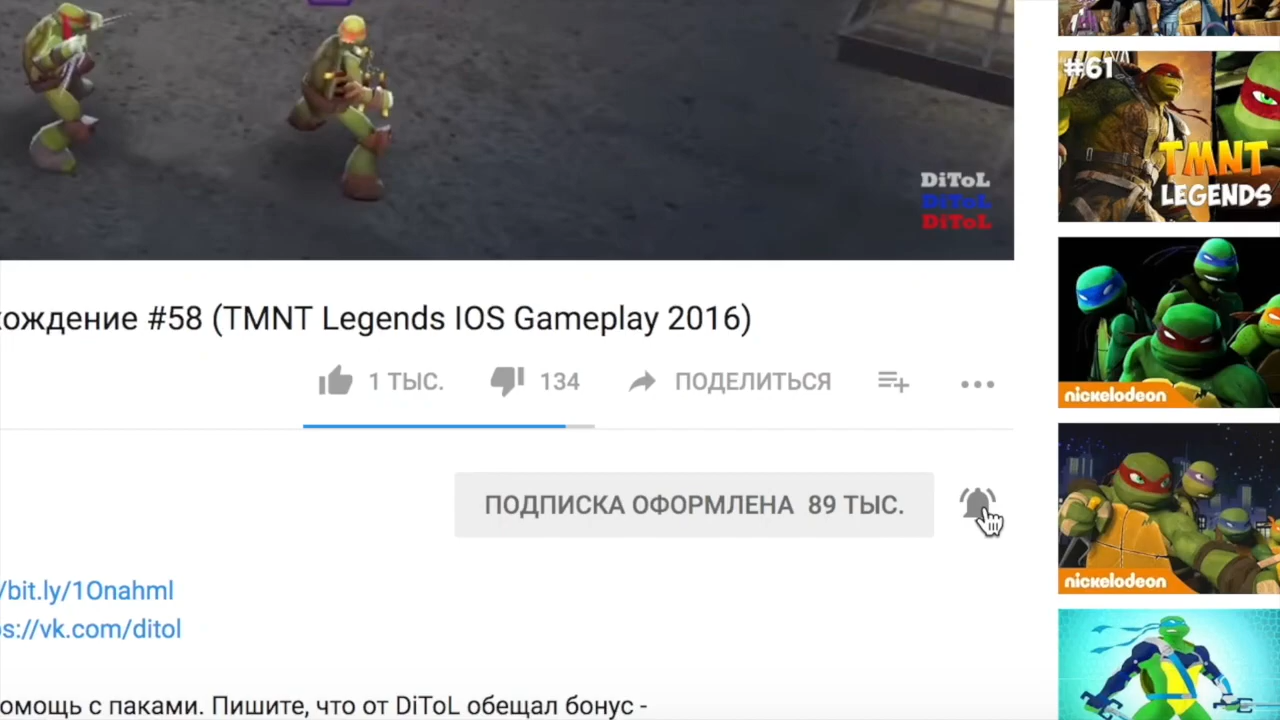 DiToL
DiToL
DiToL
хождение #58 (TMNT Legends IOS Gameplay 2016)
1 ТЫС.
134
ПОДЕЛИТЬСЯ
ПОДПИСКА ОФОРМЛЕНА 89 ТЫС.
/bit.ly/1Onahml
ps://vk.com/ditol
омощь с паками. Пишите, что от DiToL обещал бонус -
#61
TMNT
LEGENDS
nickelodeon
nickelodeon